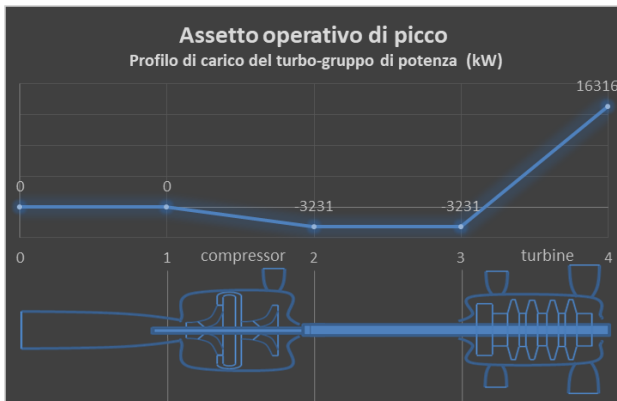 Assetto operativo di picco
Profilo di carico del turbo-gruppo di potenza (kW)
16316
0
0
-3231
-3231
0
1
compressor
2
3
turbine
4